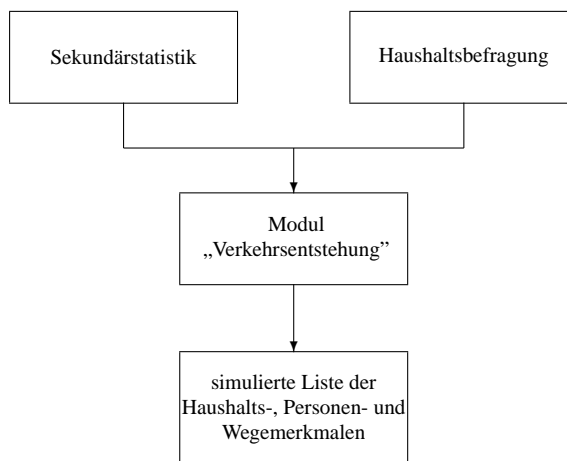 Sekundärstatistik
Haushaltsbefragung
Modul
„Verkehrsentstehung”
simulierte Liste der
Haushalts-, Personen- und
Wegemerkmalen